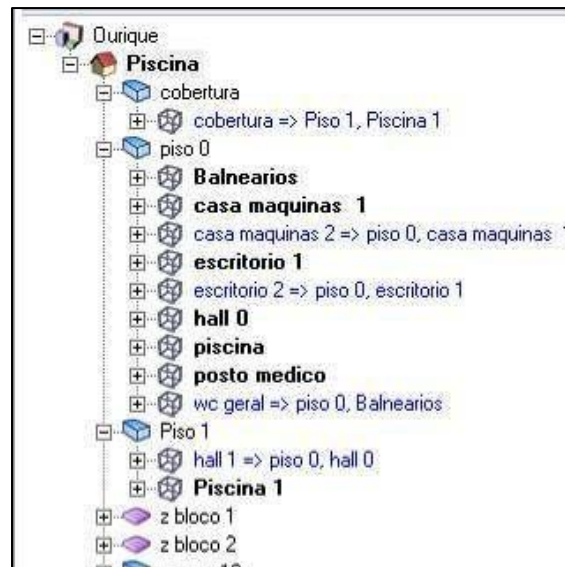 Ourique
Piscina
cobertura
cobertura => Piso 1, Piscina 1
piso 0
Balnearios
casa maquinas 1
casa maquinas 2 => piso 0, casa maquinas
escritorio 1
escritorio 2 => piso 0, escritorio 1
hall 0
piscina
posto medico
wc geral => piso 0, Balnearios
Piso 1
hall 1 => piso 0, hall 0
Piscina 1
z bloco 1
z bloco 2